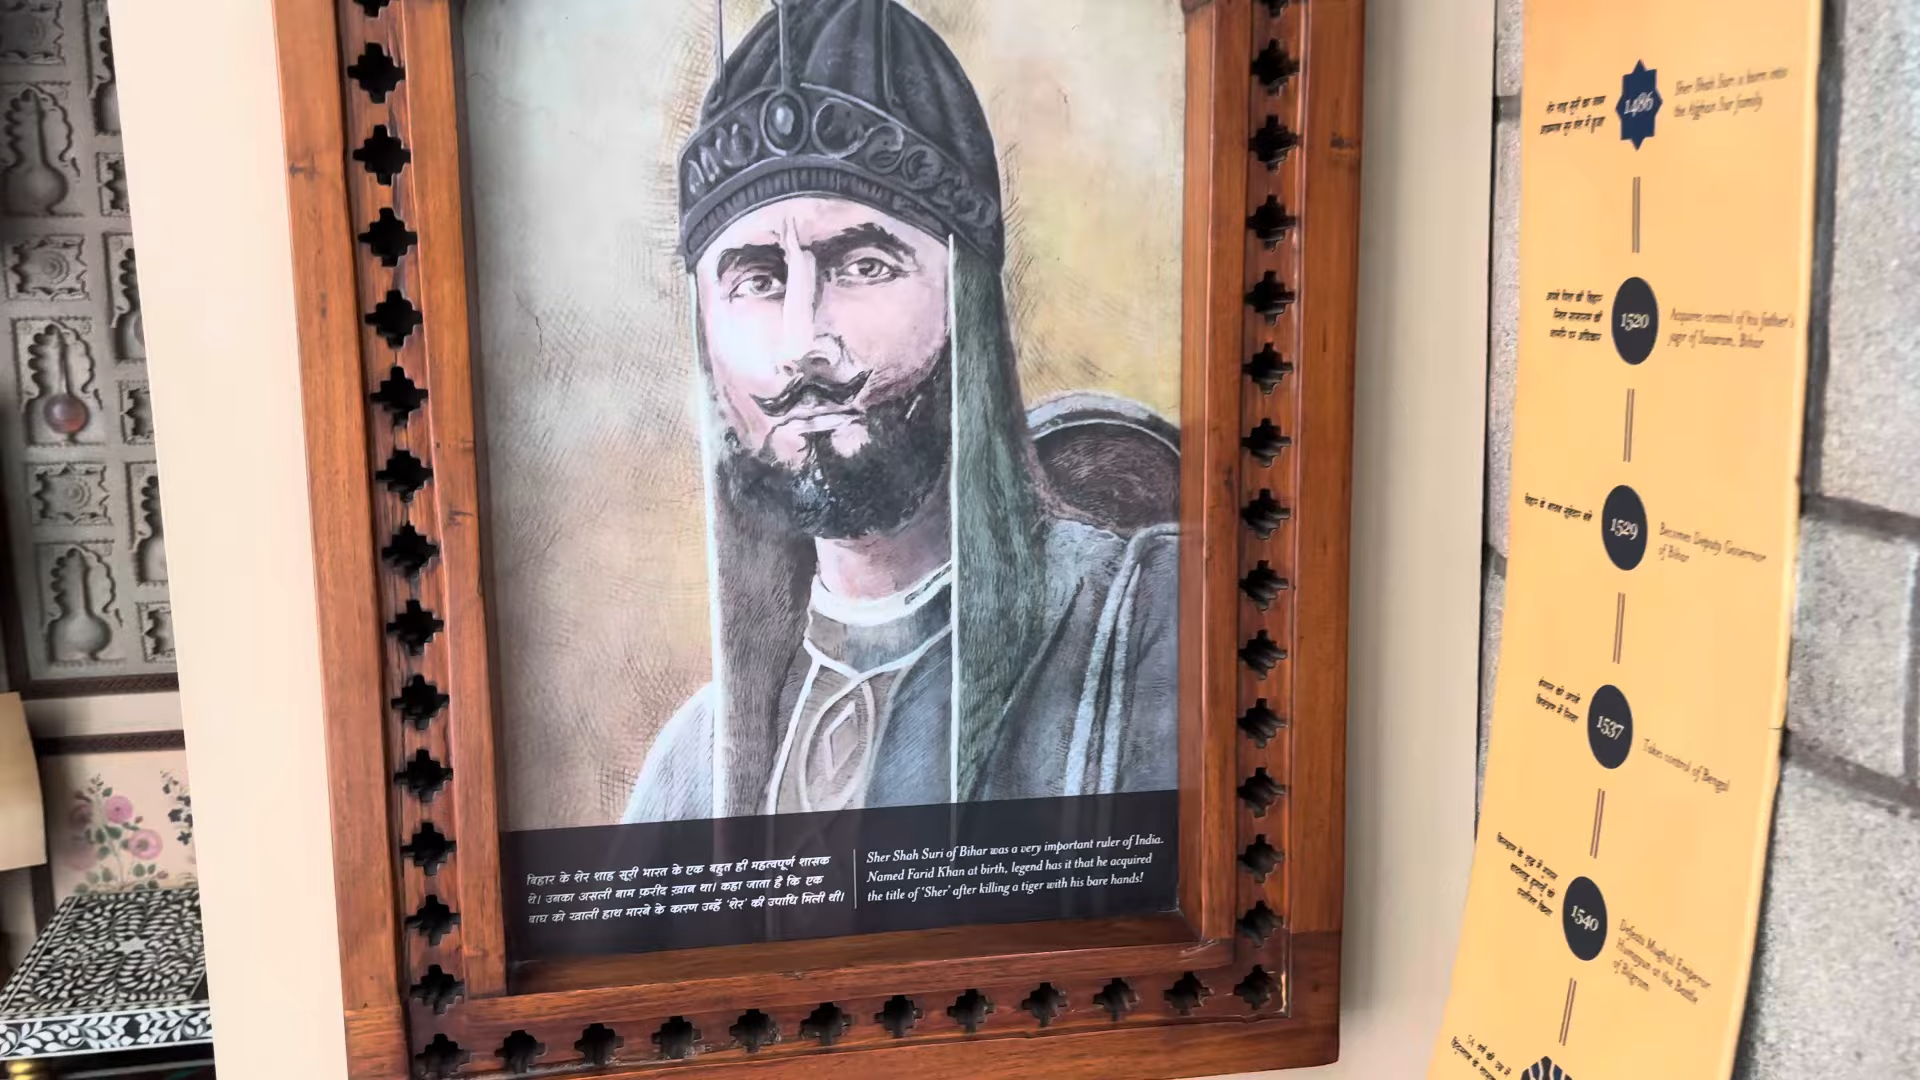 बिहार के शेर शाह सूरी भारत के एक बहुत ही महत्वपूर्ण शासक
थे। उनका असली नाम फ़रीद ख़ान था। कहा जाता है कि एक
बाघ को खाली हाथ मारने के कारण उन्हें 'शेर' की उपाधि मिली थी।
Sher Shah Suri of Bihar was a very important ruler of India.
Named Farid Khan at birth, legend has it that he acquired
the title of 'Sher' after killing a tiger with his bare hands!
1486
Sher Shah Suri is born into
the Afghan Sur family
1520
Acquires control of his father's
jagir of Sasaram, Bihar
1529
Becomes Deputy Governor
of Bihar
1537
Takes control of Bengal
1540
Defeats Mughal Emperor
Humayun at the Battle
of Bilgram